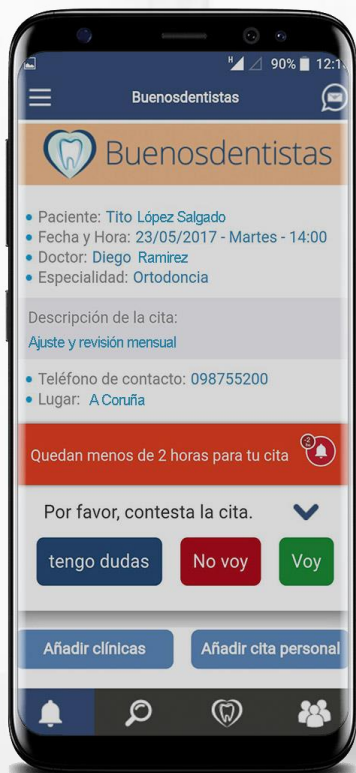 H 90% 12:1
Buenosdentistas
Buenosdentistas
• Paciente: Tito López Salgado
• Fecha y Hora: 23/05/2017 - Martes - 14:00
• Doctor: Diego Ramirez
• Especialidad: Ortodoncia
Descripción de la cita:
Ajuste y revisión mensual
• Teléfono de contacto: 098755200
• Lugar: A Coruña
Quedan menos de 2 horas para tu cita
Por favor, contesta la cita.
tengo dudas No voy Voy
Añadir clínicas Añadir cita personal